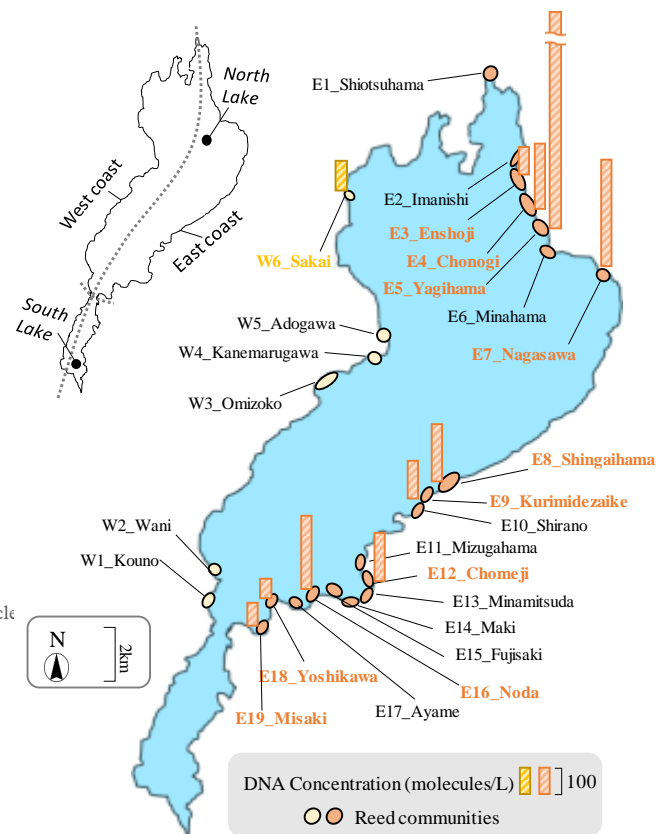 North
Lake
West coast
East coast
South
Lake
E1_Shiotsuhama
E2_Imanishi
E3_Enshoji
W6_Sakai
E4_Chonogi
E5_Yagihama
E6_Minahama
W5_Adogawa
W4_Kanemarugawa
E7_Nagasawa
W3_Omizoko
E8_Shingaihama
E9_Kurimidezaike
E10_Shirano
W2_Wani
E11_Mizugahama
W1_Kouno
E12_Chomeji
E13_Minamitsuda
cle
E14_Maki
N
2km
E15_Fujisaki
E18_Yoshikawa
E16_Noda
E17_Ayame
E19_Misaki
DNA Concentration (molecules/L) 100
Reed communities